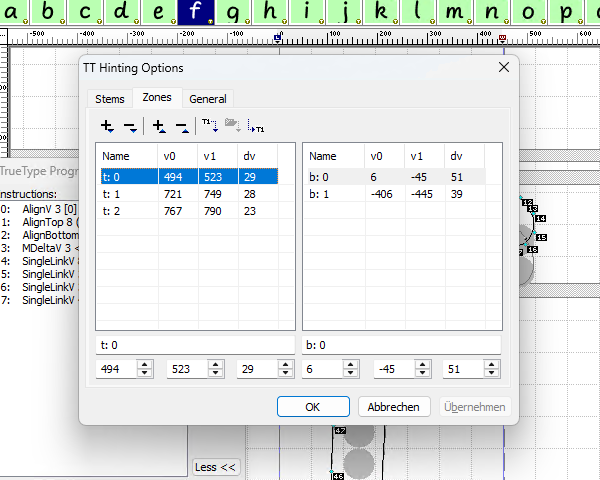 a b c d e f g h i j k l m n o p
-500 -400 -300 -200 -100 0 100 200 300 400 500 600
TT Hinting Options
Stems Zones General
T1 T1
Name v0 v1 dv
t: 0 494 523 29
t: 1 721 749 28
t: 2 767 790 23
Name v0 v1 dv
b: 0 6 -45 51
b: 1 -406 -445 39
t: 0
b: 0
494 523 29 6 -45 51
OK Abbrechen Übernehmen
TrueType Progr
nstructions:
0: AlignV 3 [0]
1: AlignTop 8 (
2: AlignBottom
3: MDeltaV 3 <
4: SingleLinkV
5: SingleLinkV
6: SingleLinkV
7: SingleLinkV
Less <<
12
13
14
15
16
47
46